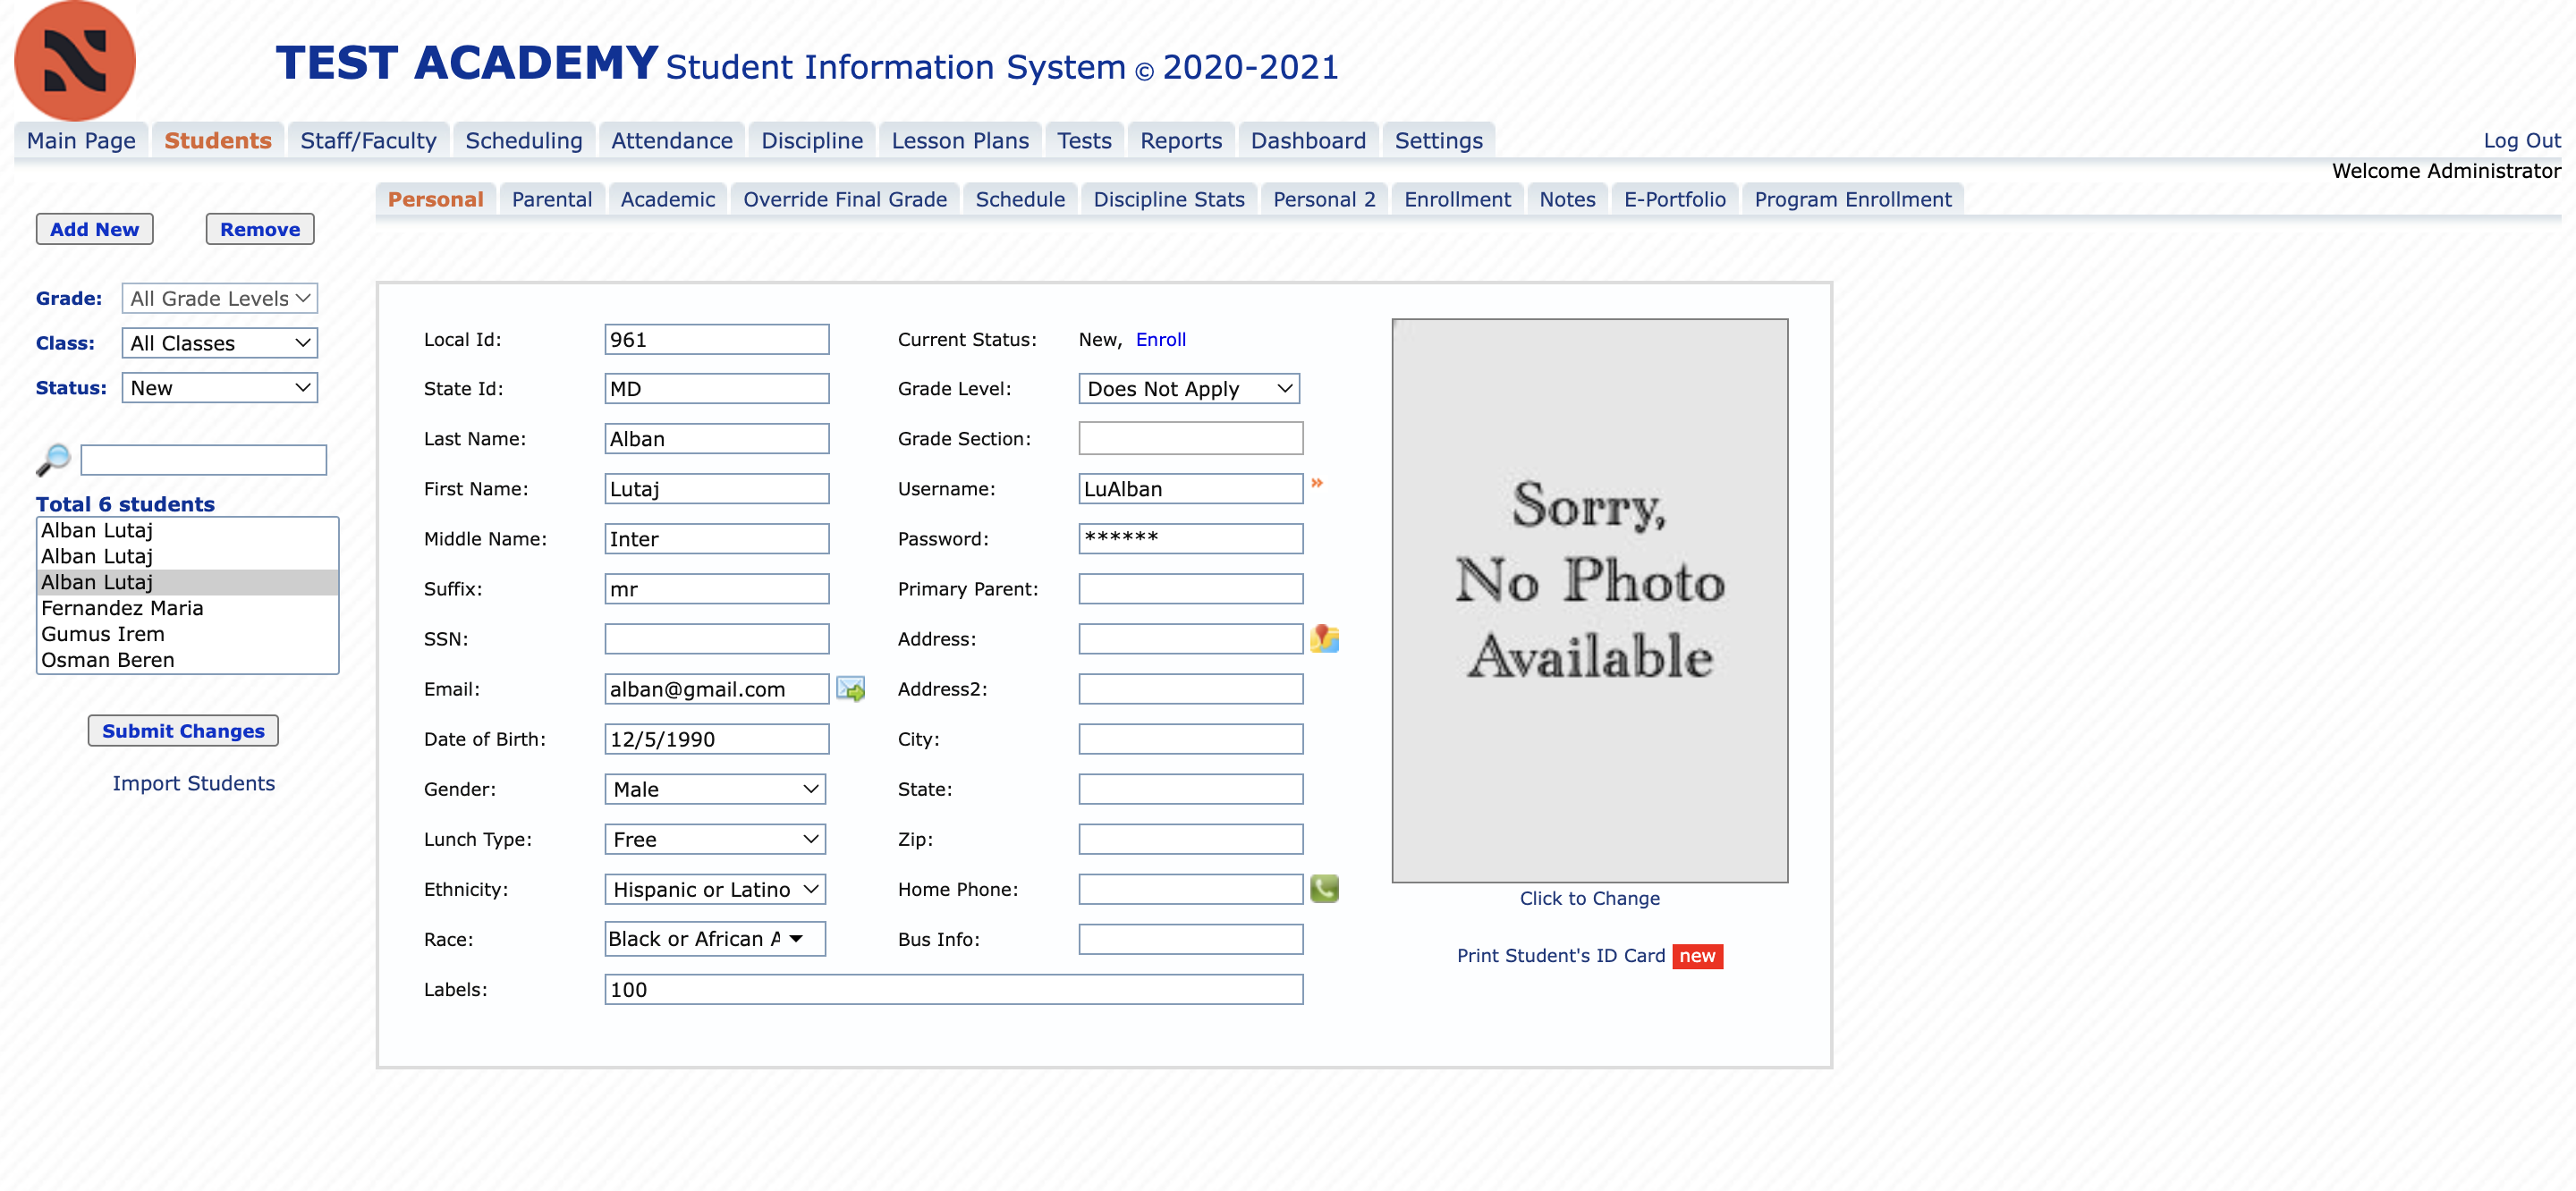 TEST ACADEMY Student Information System © 2020-2021
Main Page Students Staff/Faculty Scheduling Attendance Discipline Lesson Plans Tests Reports Dashboard Settings Log Out
Welcome Administrator
Personal Parental Academic Override Final Grade Schedule Discipline Stats Personal 2 Enrollment Notes E-Portfolio Program Enrollment
Add New Remove
Grade: All Grade Levels
Class: All Classes
Status: New
Total 6 students
Alban Lutaj
Alban Lutaj
Alban Lutaj
Fernandez Maria
Gumus Irem
Osman Beren
Submit Changes
Import Students
Local Id: 961 Current Status: New, Enroll
State Id: MD Grade Level: Does Not Apply
Last Name: Alban Grade Section:
First Name: Lutaj Username: LuAlban »
Middle Name: Inter Password: ******
Suffix: mr Primary Parent:
SSN: Address:
Email: alban@gmail.com Address2:
Date of Birth: 12/5/1990 City:
Gender: Male State:
Lunch Type: Free Zip:
Ethnicity: Hispanic or Latino Home Phone:
Race: Black or African A Bus Info:
Labels: 100
Sorry,
No Photo
Available
Click to Change
Print Student's ID Card new